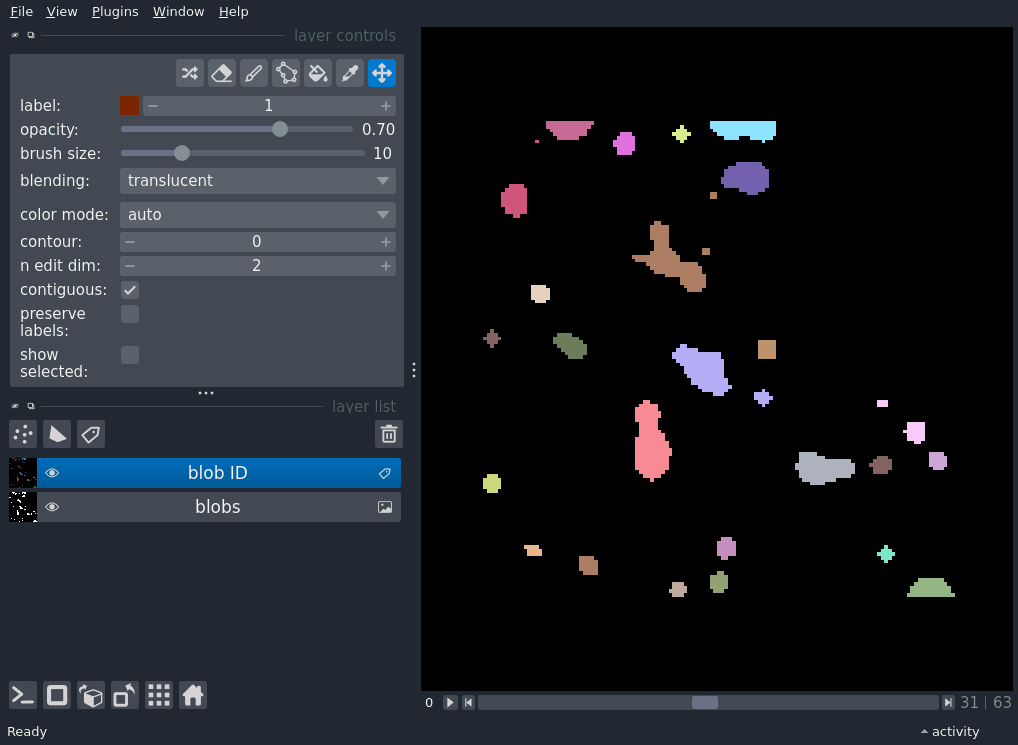 File View Plugins Window Help
layer controls
label: 1
opacity: 0.70
brush size: 10
blending: translucent
color mode: auto
contour: 0
n edit dim: 2
contiguous:
preserve
labels:
show
selected:
layer list
blob ID
blobs
0 31 | 63
Ready activity